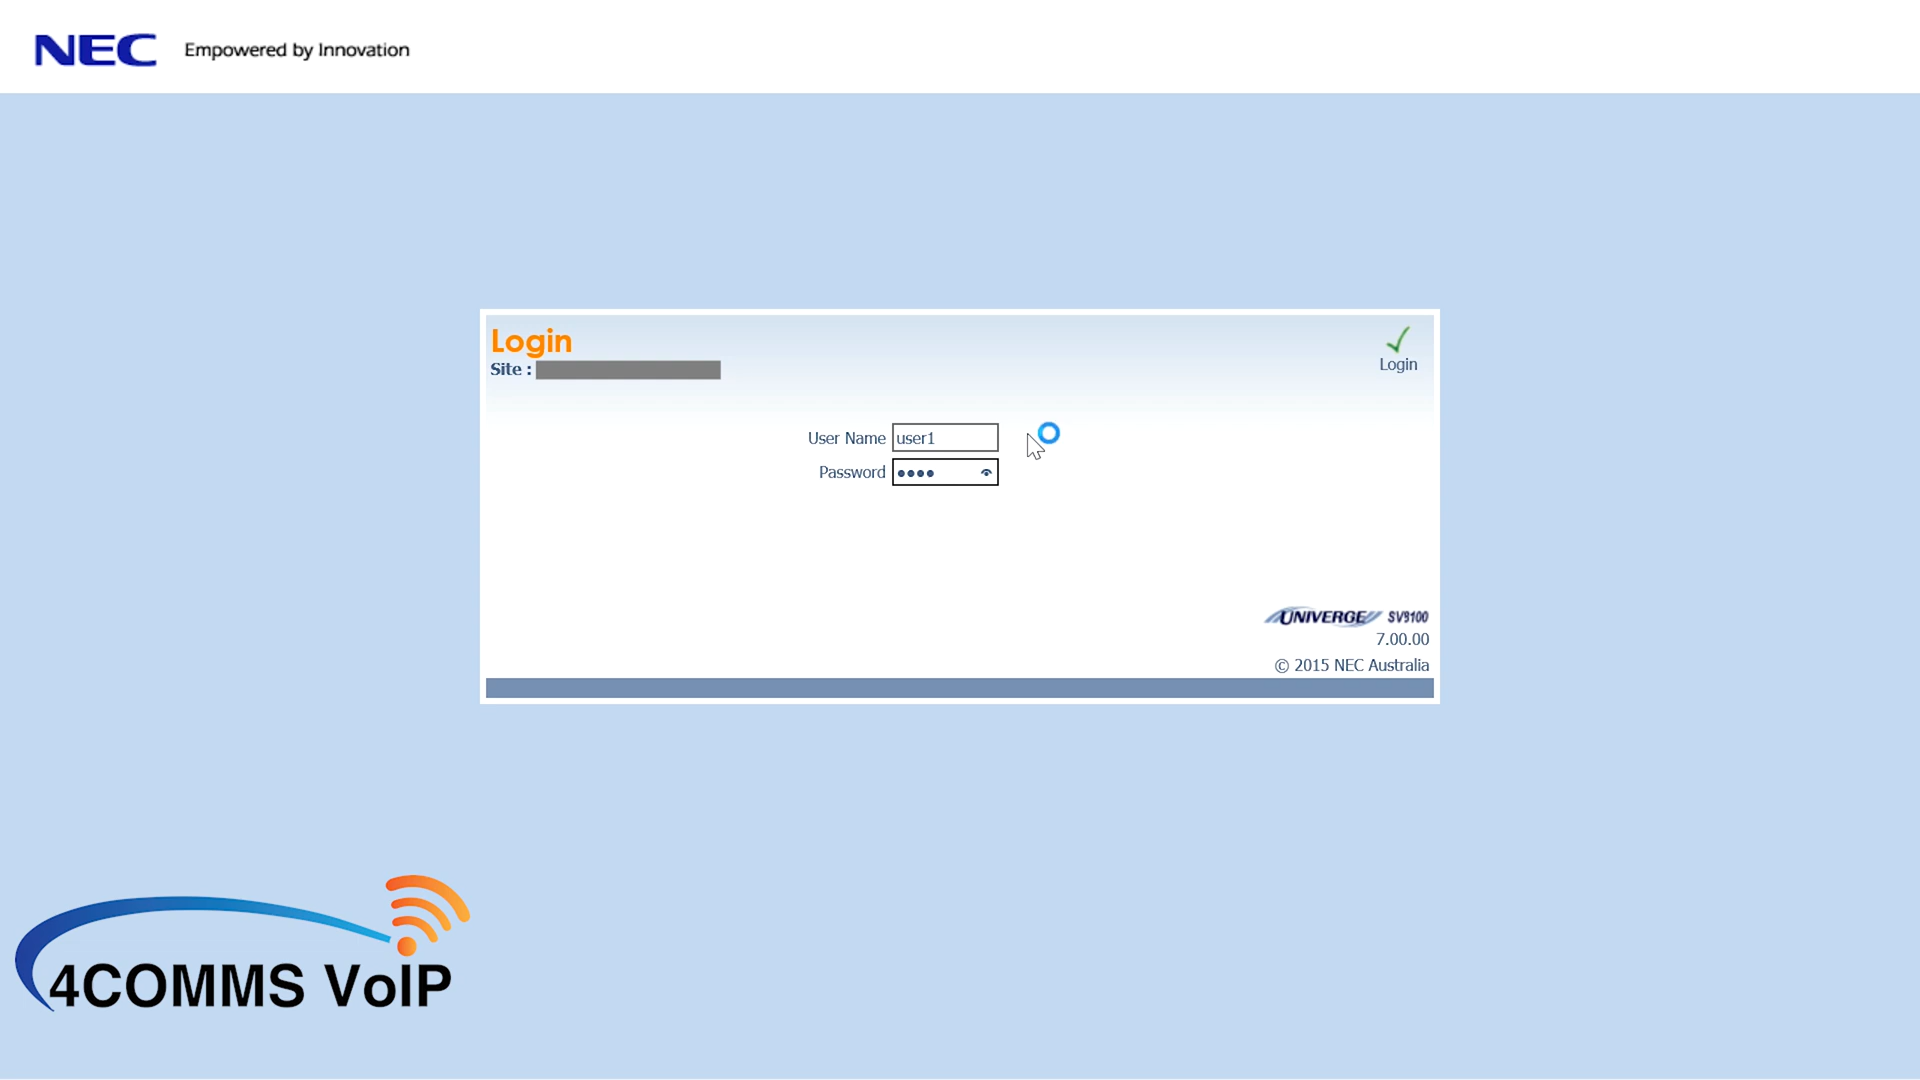 NEC Empowered by Innovation
Login
Site :
Login
User Name user1
Password ••••
UNIVERGE SV9100
7.00.00
© 2015 NEC Australia
4COMMS VoIP